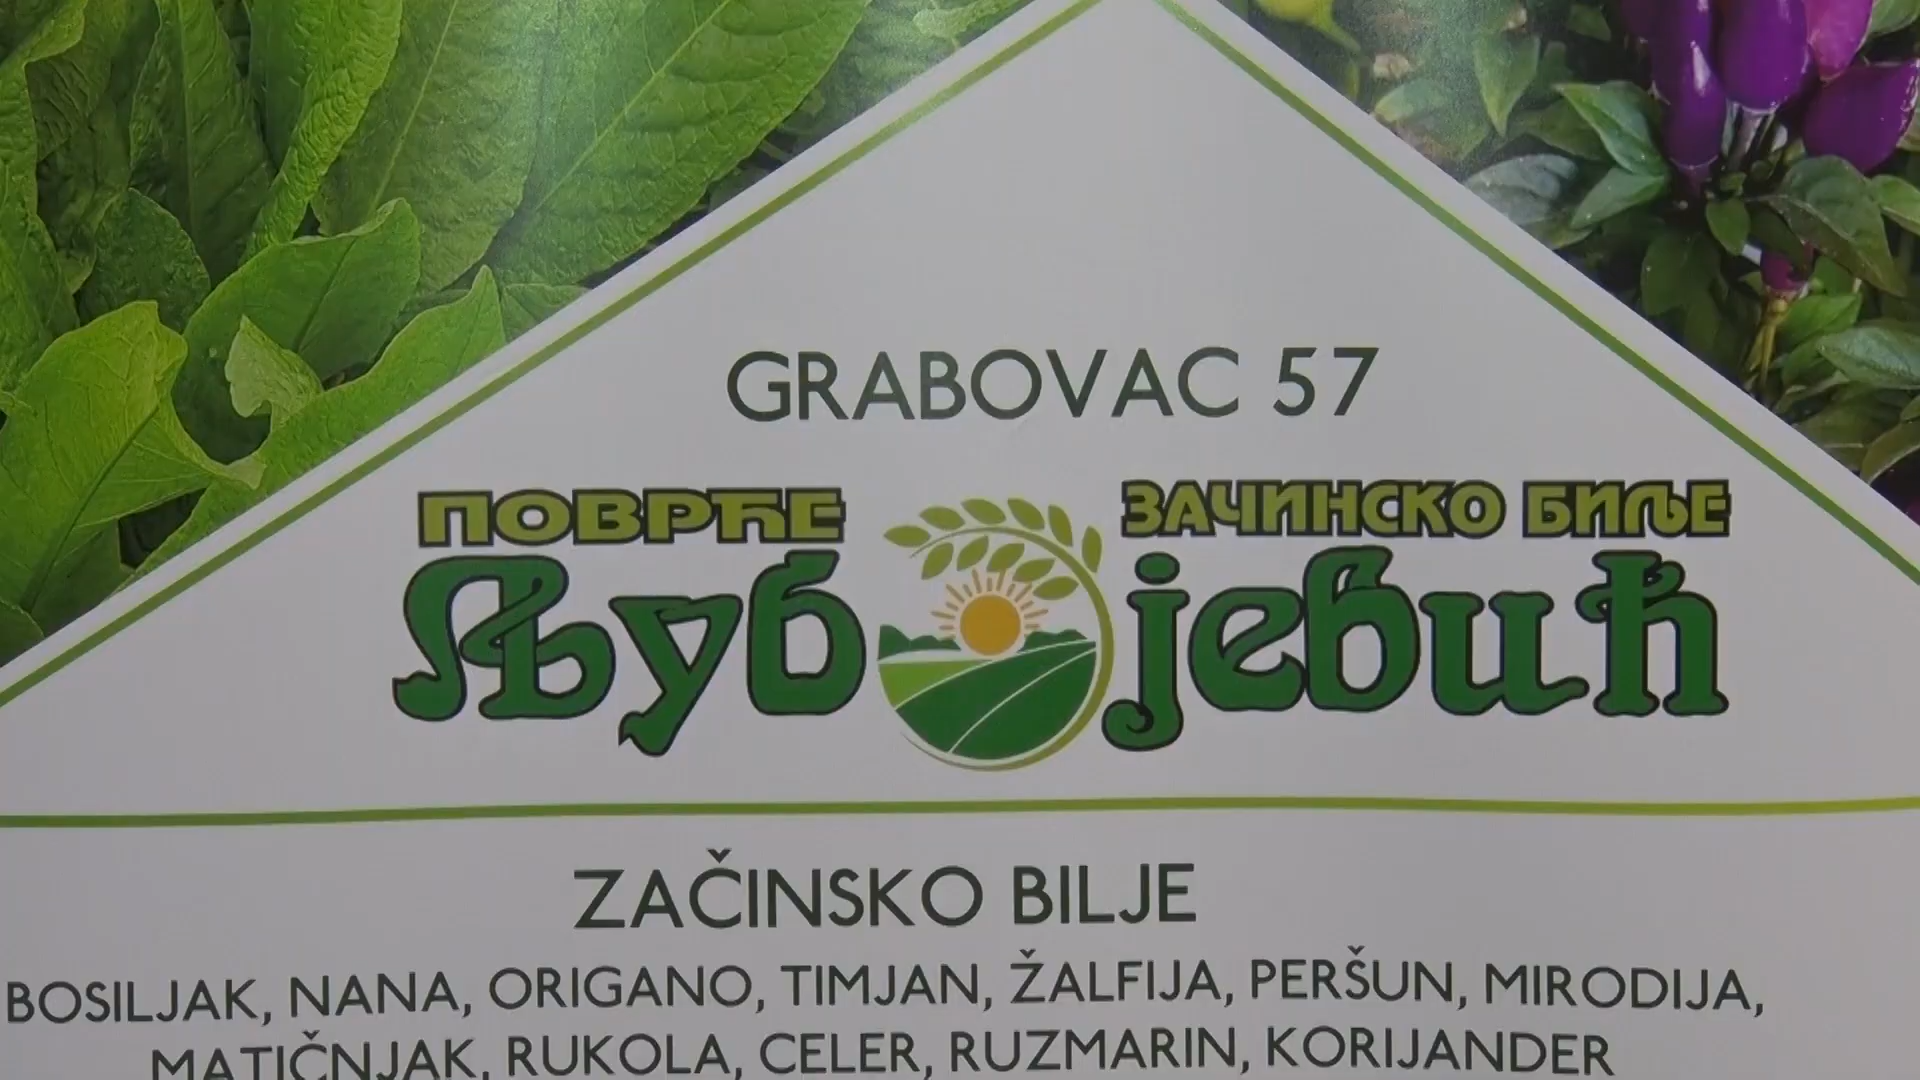 GRABOVAC 57
ПОВРЋЕ ЗАЧИНСКО БИЉЕ
Љубојевић
ZAČINSKO BILJE
BOSILJAK, NANA, ORIGANO, TIMJAN, ŽALFIJA, PERŠUN, MIRODIJA,
MATIČNJAK, RUKOLA, CELER, RUZMARIN, KORIJANDER